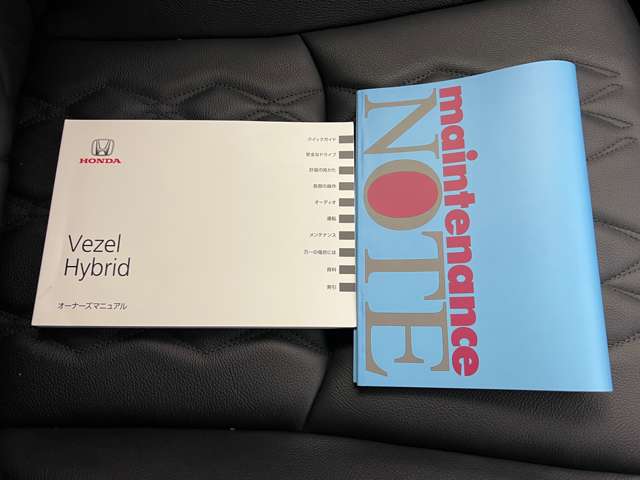 HONDA
Vezel
Hybrid
オーナーズマニュアル
クイックガイド
安全なドライブ
計器の見かた
各部の操作
オーディオ
運転
メンテナンス
万一の場合には
資料
索引
maintenance
NOTE